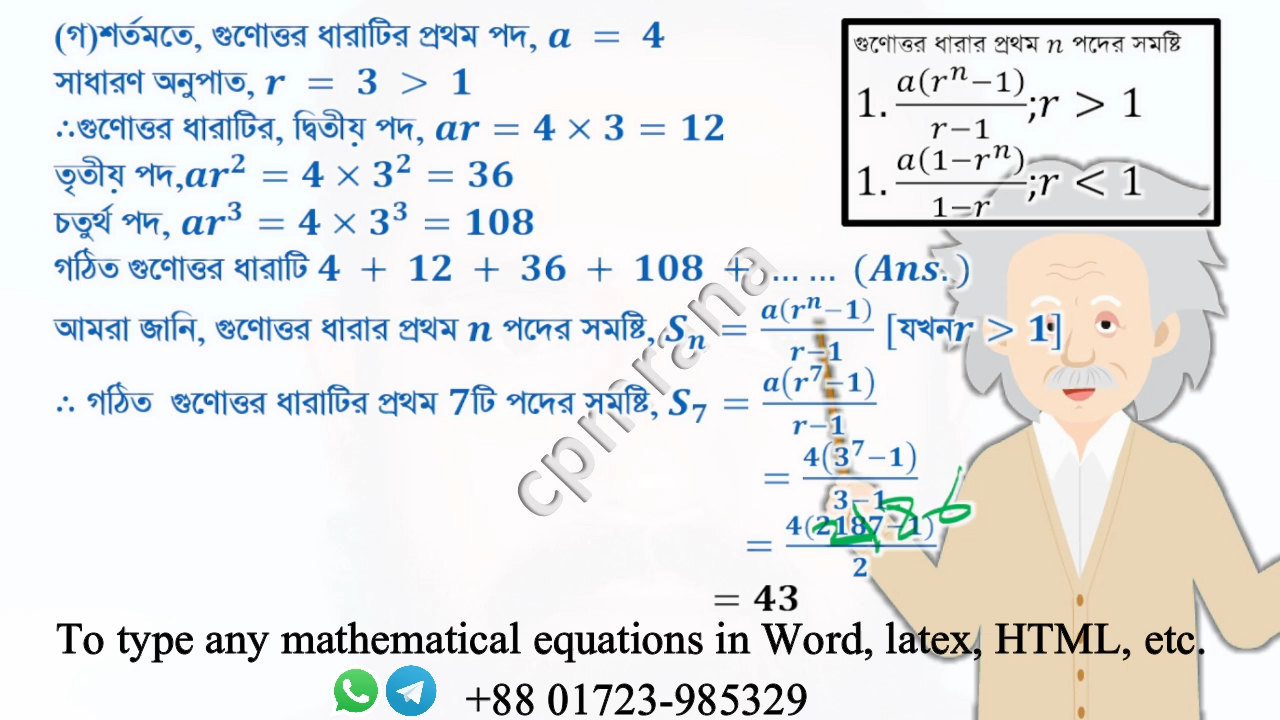 (গ)শর্তমতে, গুণোত্তর ধারাটির প্রথম পদ, a = 4
সাধারণ অনুপাত, r = 3 > 1
∴গুণোত্তর ধারাটির, দ্বিতীয় পদ, ar = 4 × 3 = 12
তৃতীয় পদ,ar² = 4 × 3² = 36
চতুর্থ পদ, ar³ = 4 × 3³ = 108
গঠিত গুণোত্তর ধারাটি 4 + 12 + 36 + 108 + ... ... (Ans.)
আমরা জানি, গুণোত্তর ধারার প্রথম n পদের সমষ্টি, Sₙ = a(rⁿ−1)/r−1 [যখনr > 1]
∴ গঠিত গুণোত্তর ধারাটির প্রথম 7টি পদের সমষ্টি, S₇ = a(r⁷−1)/r−1
= 4(3⁷−1)/3−1
= 4(2187−1)/2
2186
= 43
গুণোত্তর ধারার প্রথম n পদের সমষ্টি
1. a(rⁿ−1)/r−1 ;r > 1
1. a(1−rⁿ)/1−r ;r < 1
cpmrana
To type any mathematical equations in Word, latex, HTML, etc.
+88 01723-985329